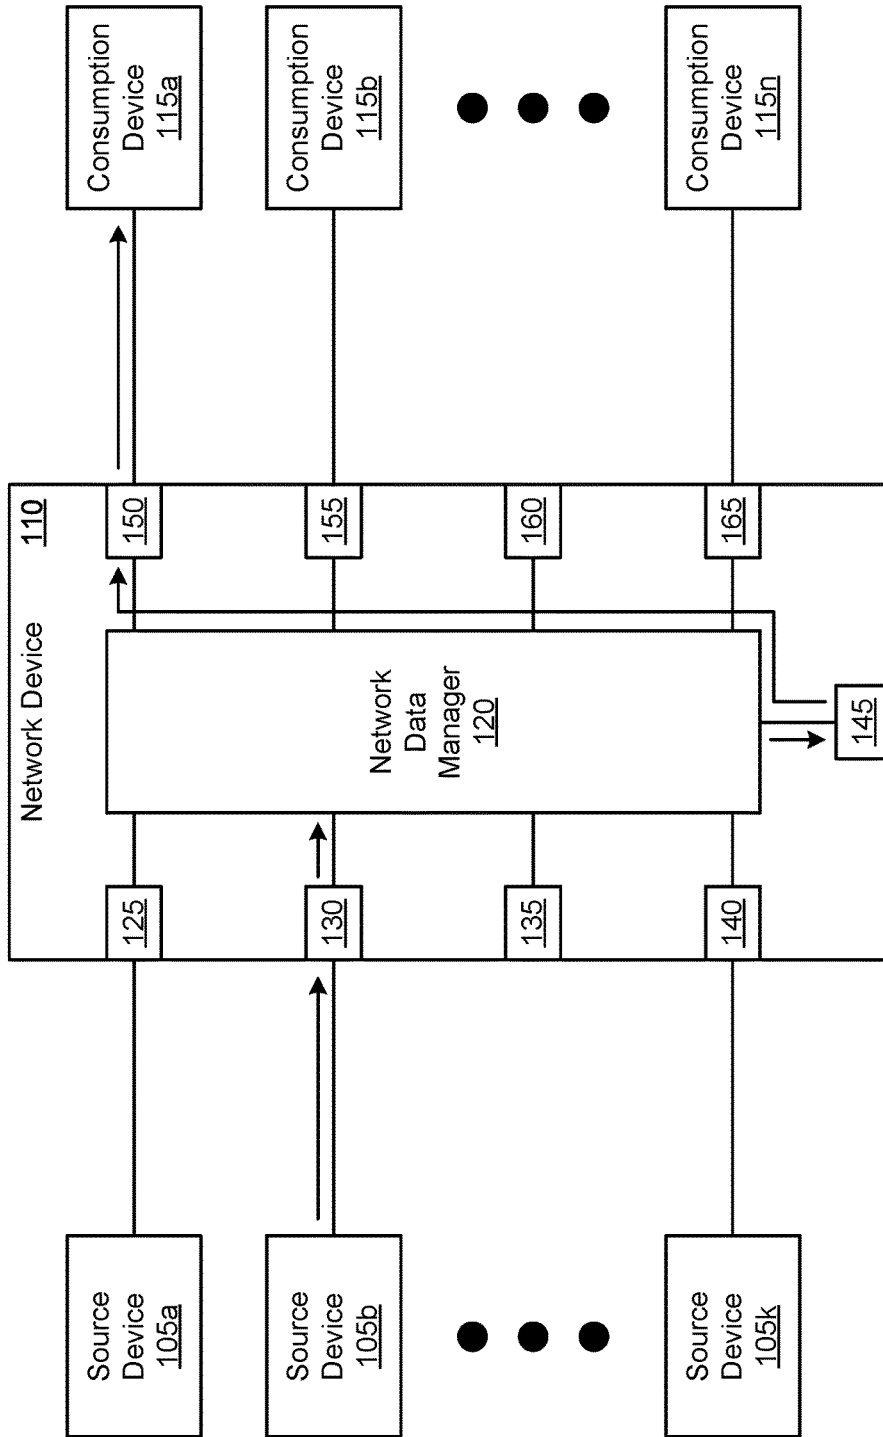 Network Device
110
Source
Device
105a
Source
Device
105b
Source
Device
105k
125
130
135
140
Network
Data
Manager
120
145
150
155
160
165
Consumption
Device
115a
Consumption
Device
115b
Consumption
Device
115n